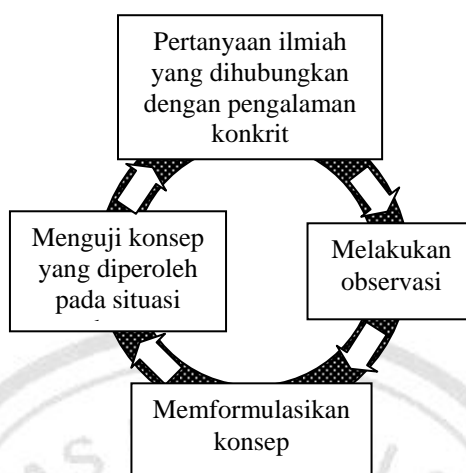 Pertanyaan ilmiah
yang dihubungkan
dengan pengalaman
konkrit
Melakukan
observasi
Memformulasikan
konsep
Menguji konsep
yang diperoleh
pada situasi